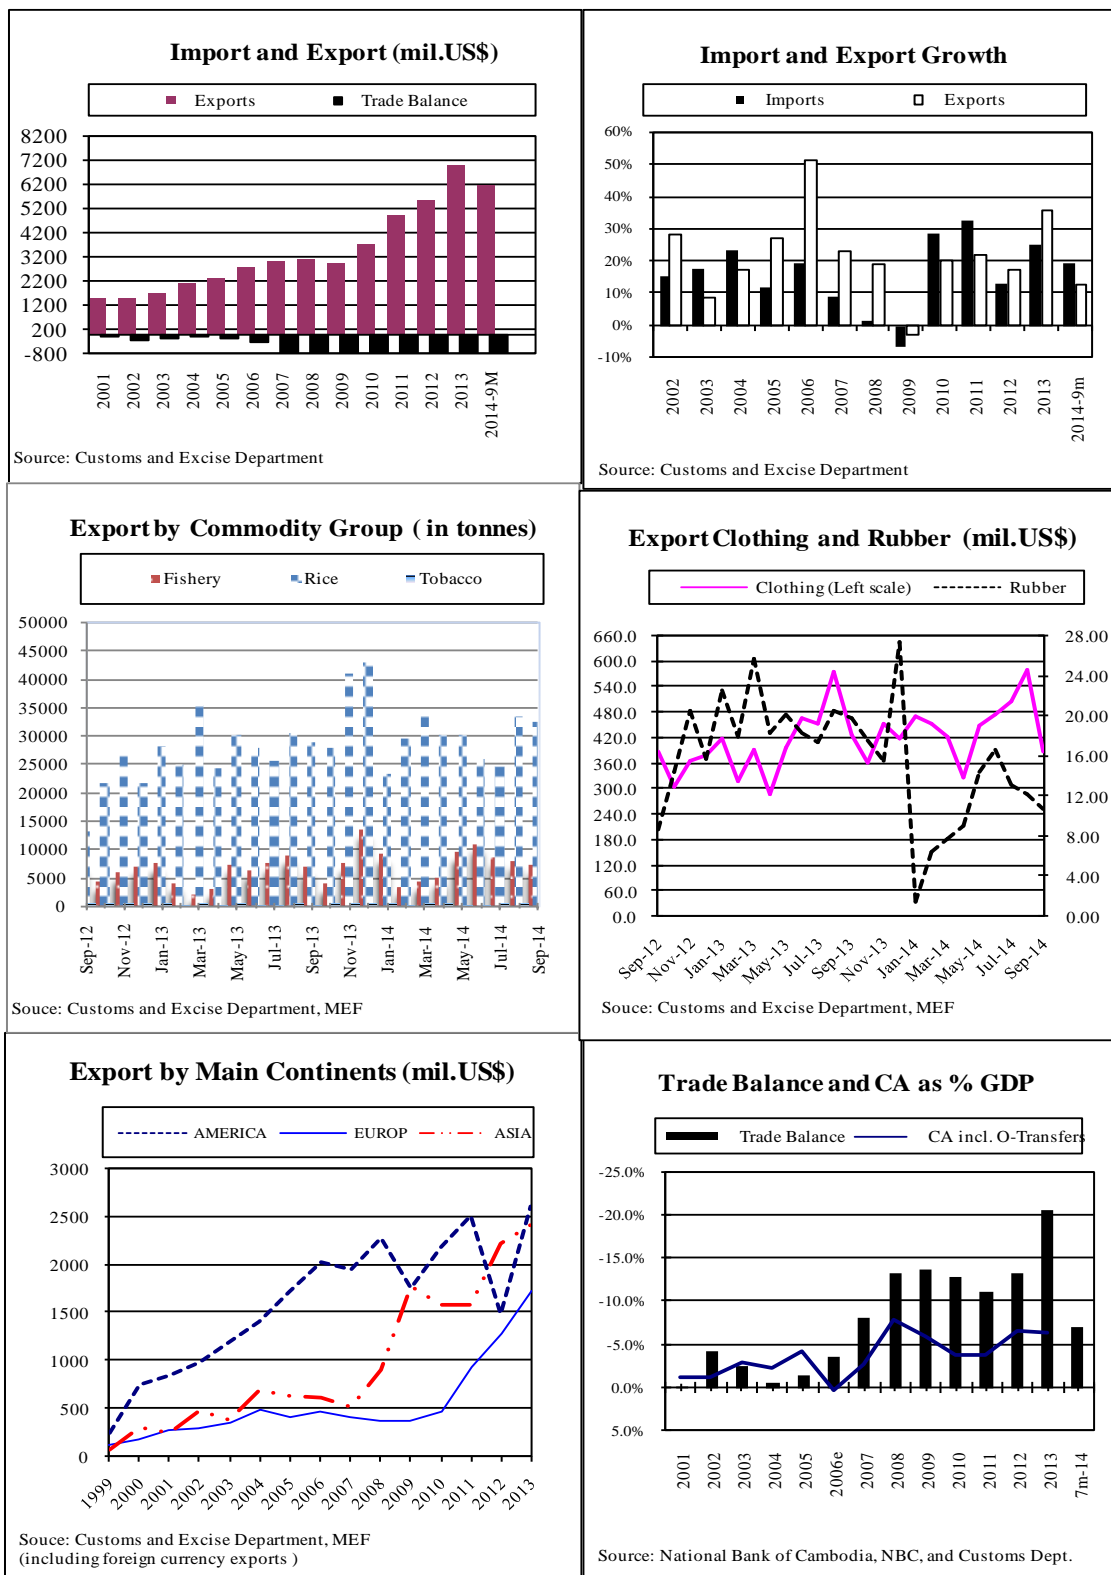 Import and Export (mil.US$)
Exports
Trade Balance
8200
7200
6200
5200
4200
3200
2200
1200
200
-800
2001
2002
2003
2004
2005
2006
2007
2008
2009
2010
2011
2012
2013
2014-9M
Source: Customs and Excise Department
Import and Export Growth
Imports
Exports
60%
50%
40%
30%
20%
10%
0%
-10%
2002
2003
2004
2005
2006
2007
2008
2009
2010
2011
2012
2013
2014-9m
Source: Customs and Excise Department
Export by Commodity Group ( in tonnes)
Fishery
Rice
Tobacco
50000
45000
40000
35000
30000
25000
20000
15000
10000
5000
0
Sep-12
Nov-12
Jan-13
Mar-13
May-13
Jul-13
Sep-13
Nov-13
Jan-14
Mar-14
May-14
Jul-14
Sep-14
Souce: Customs and Excise Department, MEF
Export Clothing and Rubber (mil.US$)
Clothing (Left scale)
Rubber
660.0
600.0
540.0
480.0
420.0
360.0
300.0
240.0
180.0
120.0
60.0
0.0
28.00
24.00
20.00
16.00
12.00
8.00
4.00
0.00
Sep-12
Nov-12
Jan-13
Mar-13
May-13
Jul-13
Sep-13
Nov-13
Jan-14
Mar-14
May-14
Jul-14
Sep-14
Souce: Customs and Excise Department, MEF
Export by Main Continents (mil.US$)
AMERICA
EUROP
ASIA
3000
2500
2000
1500
1000
500
0
1999
2000
2001
2002
2003
2004
2005
2006
2007
2008
2009
2010
2011
2012
2013
Souce: Customs and Excise Department, MEF
(including foreign currency exports )
Trade Balance and CA as % GDP
Trade Balance
CA incl. O-Transfers
-25.0%
-20.0%
-15.0%
-10.0%
-5.0%
0.0%
5.0%
2001
2002
2003
2004
2005
2006e
2007
2008
2009
2010
2011
2012
2013
7m-14
Source: National Bank of Cambodia, NBC, and Customs Dept.